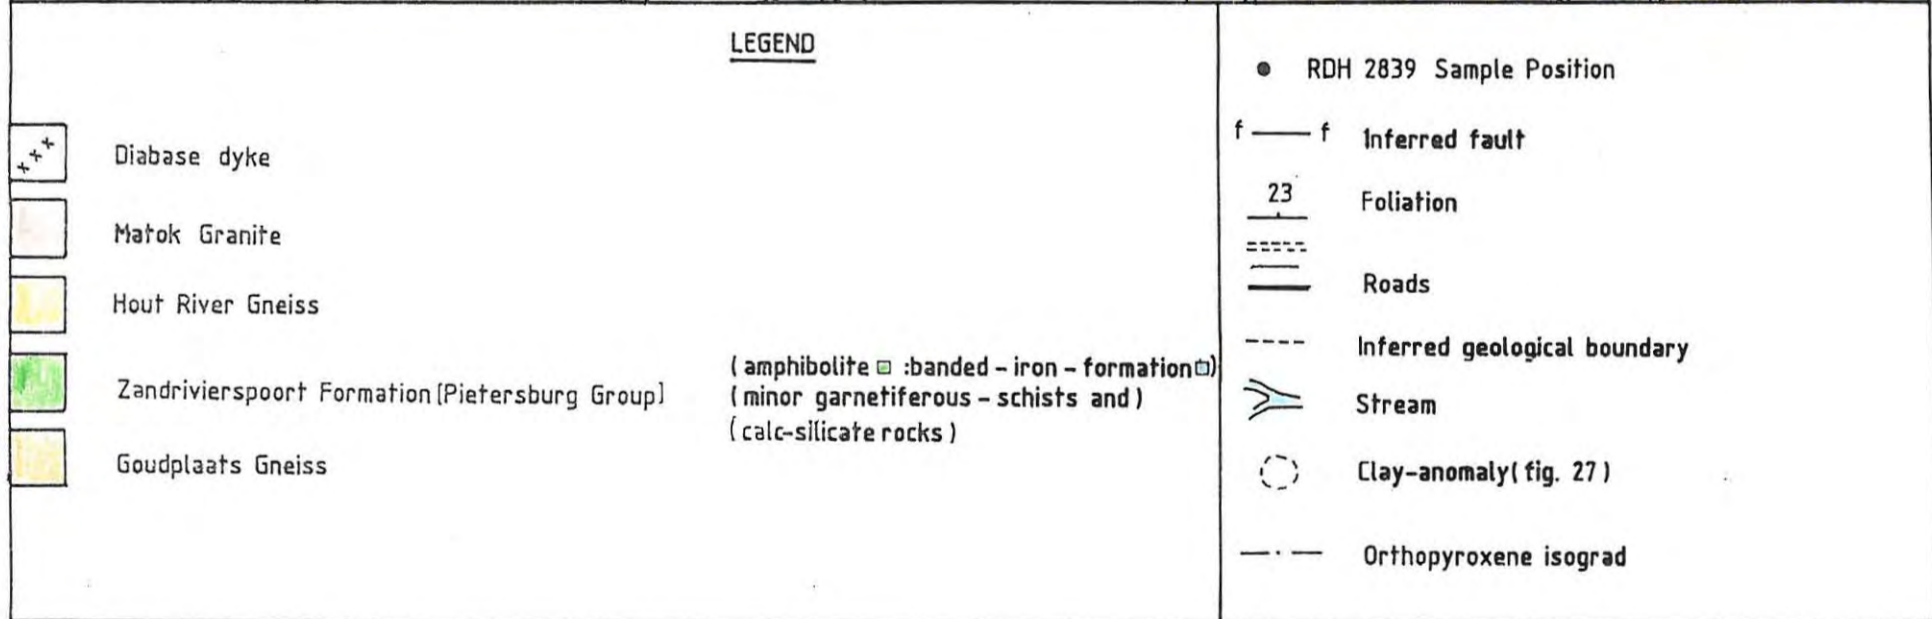 LEGEND
Diabase dyke
Matok Granite
Hout River Gneiss
Zandrivierspoort Formation [Pietersburg Group]
(amphibolite :banded-iron-formation)
(minor garnetiferous-schists and)
(calc-silicate rocks)
Goudplaats Gneiss
RDH 2839 Sample Position
f f Inferred fault
23 Foliation
Roads
Inferred geological boundary
Stream
Clay-anomaly(fig. 27)
Orthopyroxene isograd